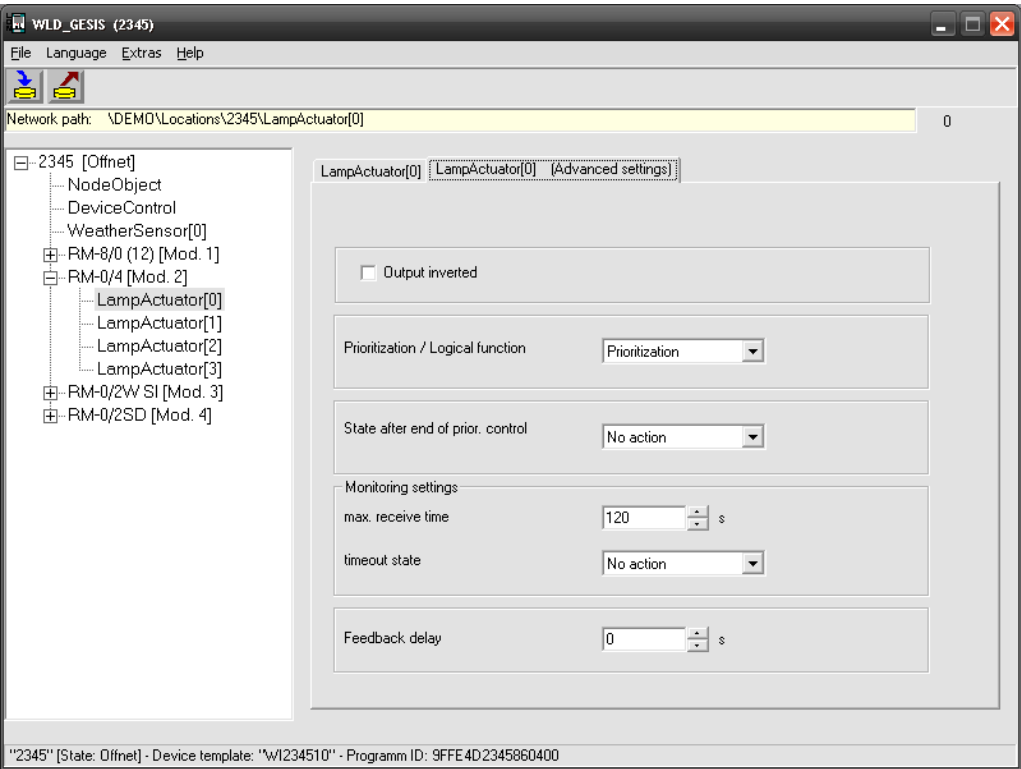 WLD_GESIS (2345)
File Language Extras Help
Network path: \DEMO\Locations\2345\LampActuator[0] 0
2345 [Offnet]
NodeObject
DeviceControl
WeatherSensor[0]
RM-8/0 (12) [Mod. 1]
RM-0/4 [Mod. 2]
LampActuator[0]
LampActuator[1]
LampActuator[2]
LampActuator[3]
RM-0/2W SI [Mod. 3]
RM-0/2SD [Mod. 4]
LampActuator[0] LampActuator[0] (Advanced settings)
Output inverted
Prioritization / Logical function Prioritization
State after end of prior. control No action
Monitoring settings
max. receive time 120 s
timeout state No action
Feedback delay 0 s
"2345" [State: Offnet] - Device template: "WI234510" - Programm ID: 9FFE4D2345860400